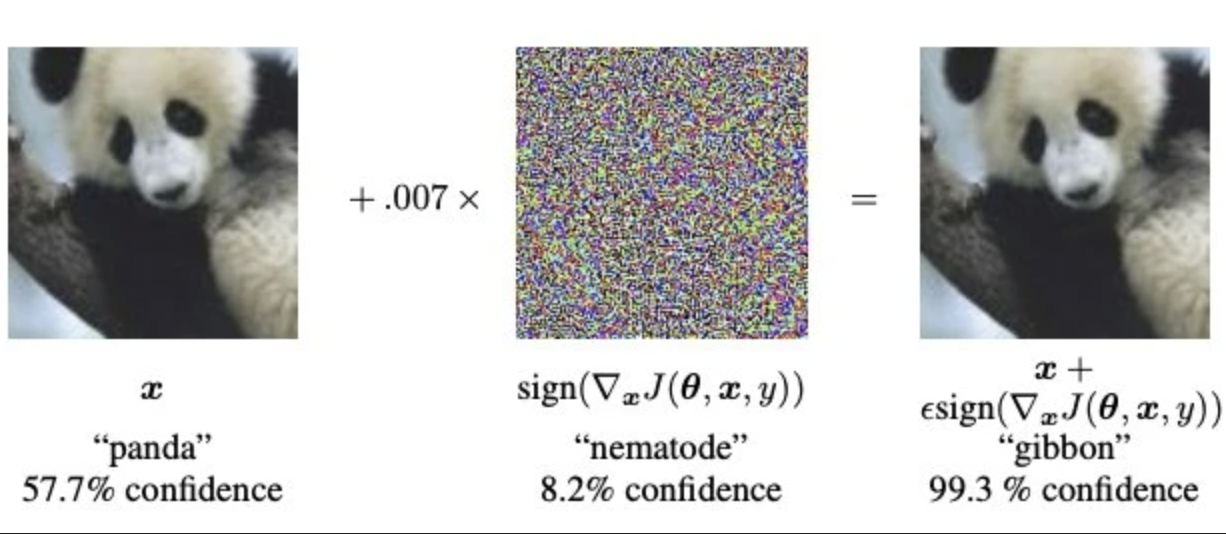 + .007 ×
=
x
“panda”
57.7% confidence
sign(∇ₓJ(θ, x, y))
“nematode”
8.2% confidence
x +
ϵsign(∇ₓJ(θ, x, y))
“gibbon”
99.3 % confidence